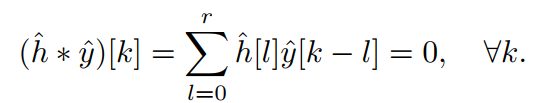 (ĥ ∗ ŷ)[k] = ∑_{l=0}^{r} ĥ[l]ŷ[k − l] = 0, ∀k.